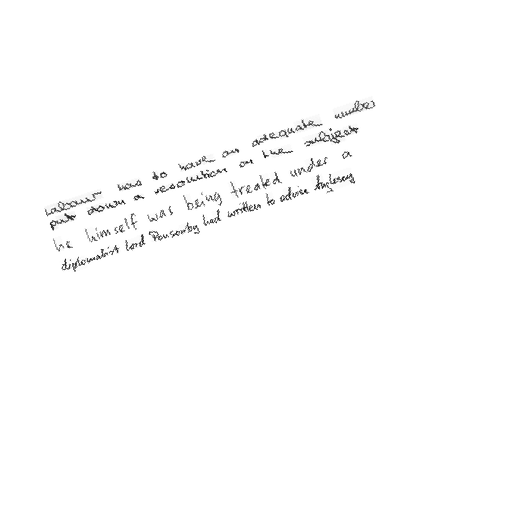 labour was to have an adequate number
put down a resolution on the subject
he himself was being treated under a
diplomatist lord Ponsonby had written to advise Anglesey